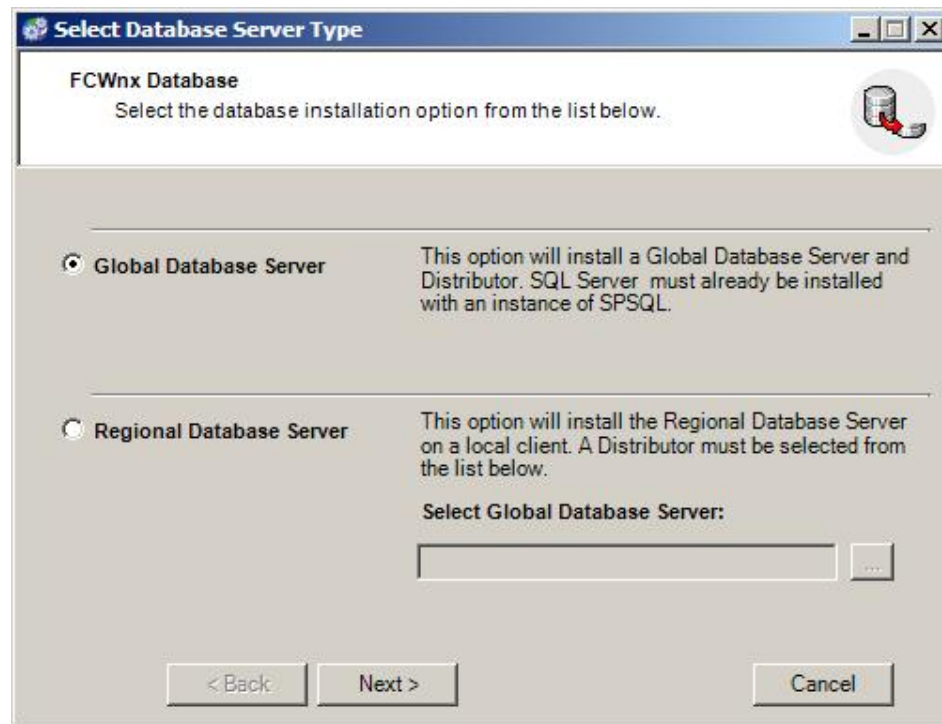 Select Database Server Type
FCWnx Database
Select the database installation option from the list below.
Global Database Server
This option will install a Global Database Server and
Distributor. SQL Server must already be installed
with an instance of SPSQL.
Regional Database Server
This option will install the Regional Database Server
on a local client. A Distributor must be selected from
the list below.
Select Global Database Server:
...
< Back
Next >
Cancel